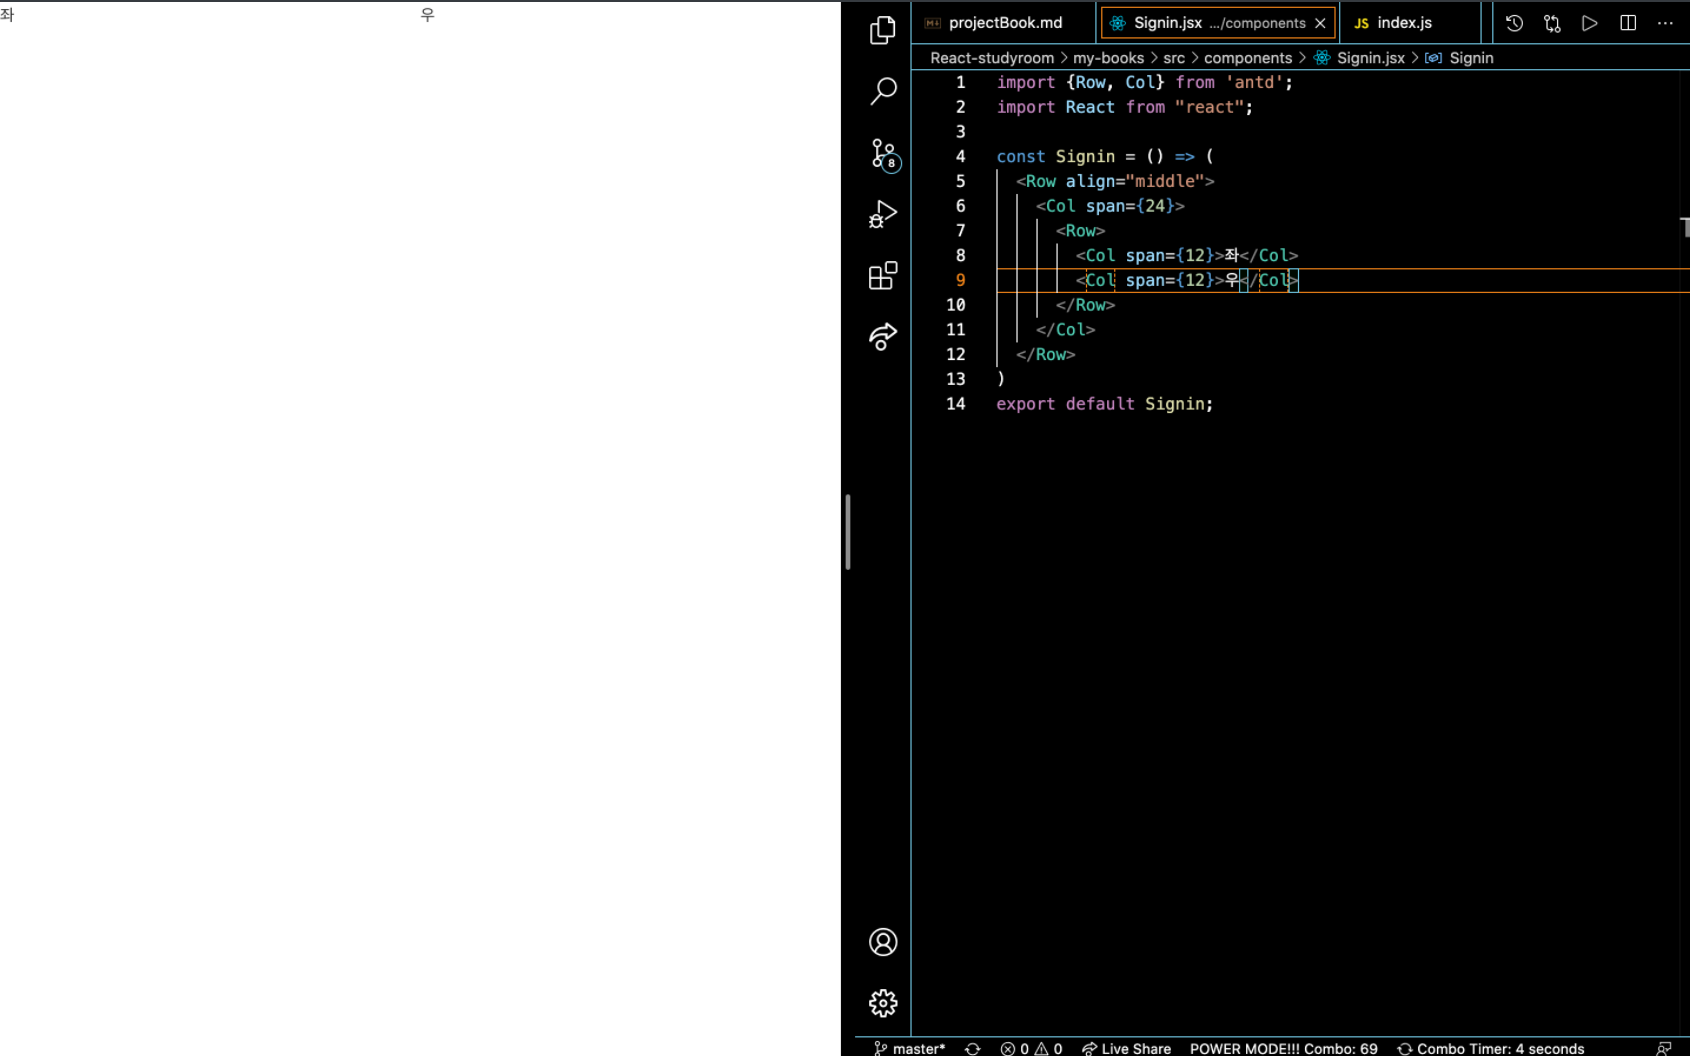 좌 우
projectBook.md Signin.jsx .../components JS index.js
React-studyroom > my-books > src > components > Signin.jsx > Signin
1 import {Row, Col} from 'antd';
2 import React from "react";
3
4 const Signin = () => (
5 <Row align="middle">
6 <Col span={24}>
7 <Row>
8 <Col span={12}>좌</Col>
9 <Col span={12}>우</Col>
10 </Row>
11 </Col>
12 </Row>
13 )
14 export default Signin;
8
master* 0 0 Live Share POWER MODE!!! Combo: 69 Combo Timer: 4 seconds